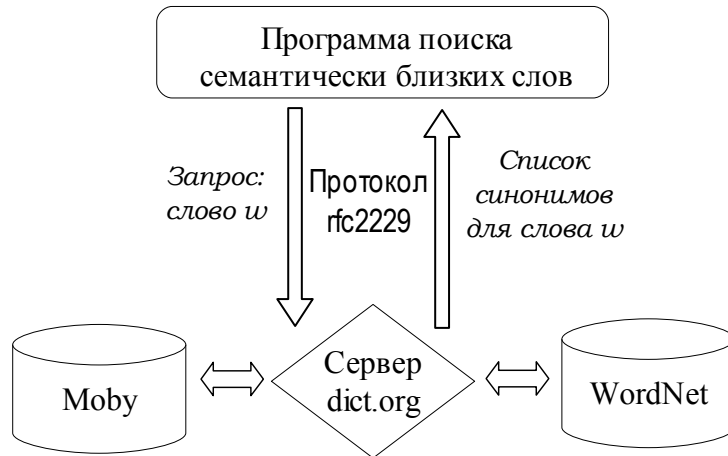 Программа поиска
семантически близких слов
Запрос:
слово w
Протокол
rfc2229
Список
синонимов
для слова w
Moby
Сервер
dict.org
WordNet